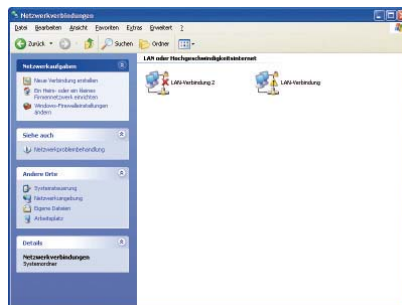 Netzwerkverbindungen
Datei Bearbeiten Ansicht Favoriten Extras Erweitert ?
Zurück Suchen Ordner
Netzwerkaufgaben
Neue Verbindung erstellen
Ein Heim- oder ein kleines
Firmennetzwerk einrichten
Windows-Firewalleinstellungen
ändern
Siehe auch
Netzwerkproblembehandlung
Andere Orte
Systemsteuerung
Netzwerkumgebung
Eigene Dateien
Arbeitsplatz
Details
Netzwerkverbindungen
Systemordner
LAN oder Hochgeschwindigkeitsinternet
LAN-Verbindung 2
LAN-Verbindung